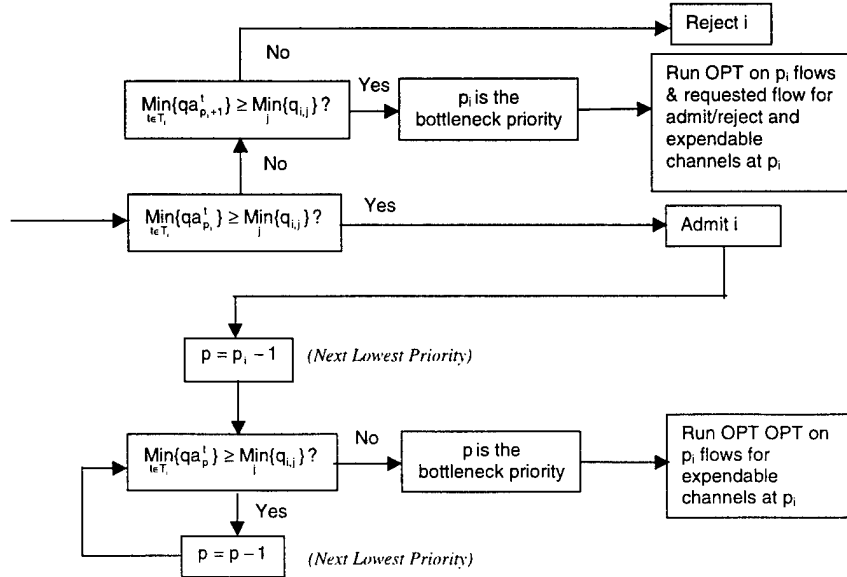 Reject i
No
Yes
Min{qa^t_{p_i+1}} ≥ Min{q_{i,j}} ?
t∈T_i j
p_i is the
bottleneck priority
Run OPT on p_i flows
& requested flow for
admit/reject and
expendable
channels at p_i
No
Min{qa^t_{p_i}} ≥ Min{q_{i,j}} ?
t∈T_i j
Yes
Admit i
p = p_i – 1
(Next Lowest Priority)
Min{qa^t_p} ≥ Min{q_{i,j}} ?
t∈T_i j
No
p is the
bottleneck priority
Run OPT OPT on
p_i flows for
expendable
channels at p_i
Yes
p = p – 1
(Next Lowest Priority)